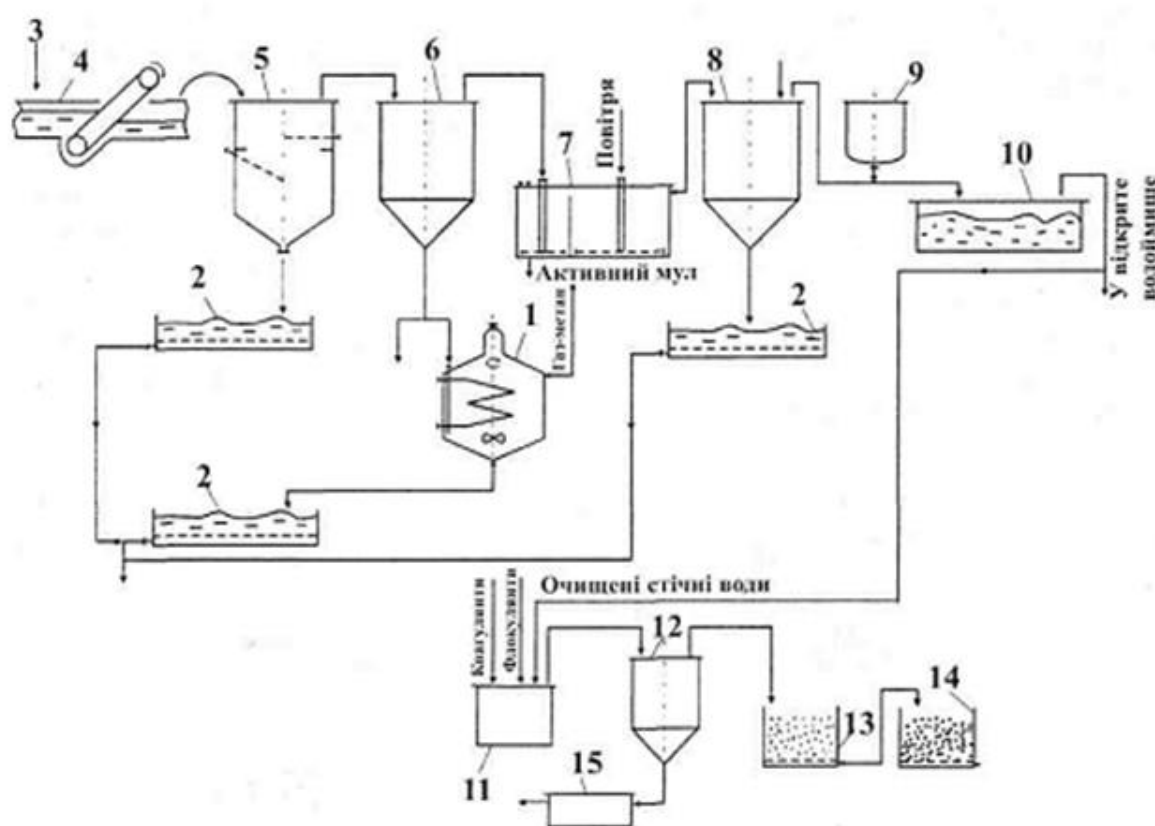 3
4
5
6
8
9
Повітря
7
10
У відкрите
водоймище
Активний мул
2
Газ-метан
1
2
2
Очищені стічні води
Коагулянти
Флокулянти
12
14
13
11
15